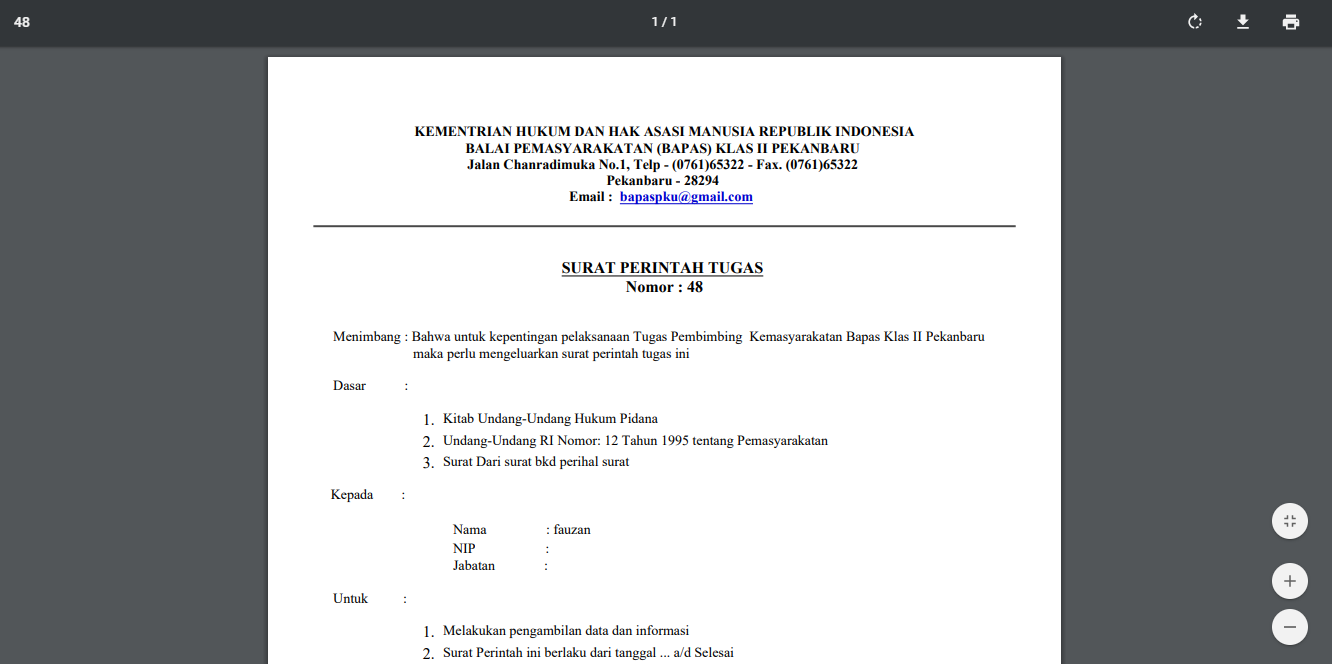 48
1 / 1
KEMENTRIAN HUKUM DAN HAK ASASI MANUSIA REPUBLIK INDONESIA
BALAI PEMASYARAKATAN (BAPAS) KLAS II PEKANBARU
Jalan Chanradimuka No.1, Telp - (0761)65322 - Fax. (0761)65322
Pekanbaru - 28294
Email : bapaspku@gmail.com
SURAT PERINTAH TUGAS
Nomor : 48
Menimbang : Bahwa untuk kepentingan pelaksanaan Tugas Pembimbing Kemasyarakatan Bapas Klas II Pekanbaru
maka perlu mengeluarkan surat perintah tugas ini
Dasar :
1. Kitab Undang-Undang Hukum Pidana
2. Undang-Undang RI Nomor: 12 Tahun 1995 tentang Pemasyarakatan
3. Surat Dari surat bkd perihal surat
Kepada :
Nama : fauzan
NIP :
Jabatan :
Untuk :
1. Melakukan pengambilan data dan informasi
2. Surat Perintah ini berlaku dari tanggal ... a/d Selesai